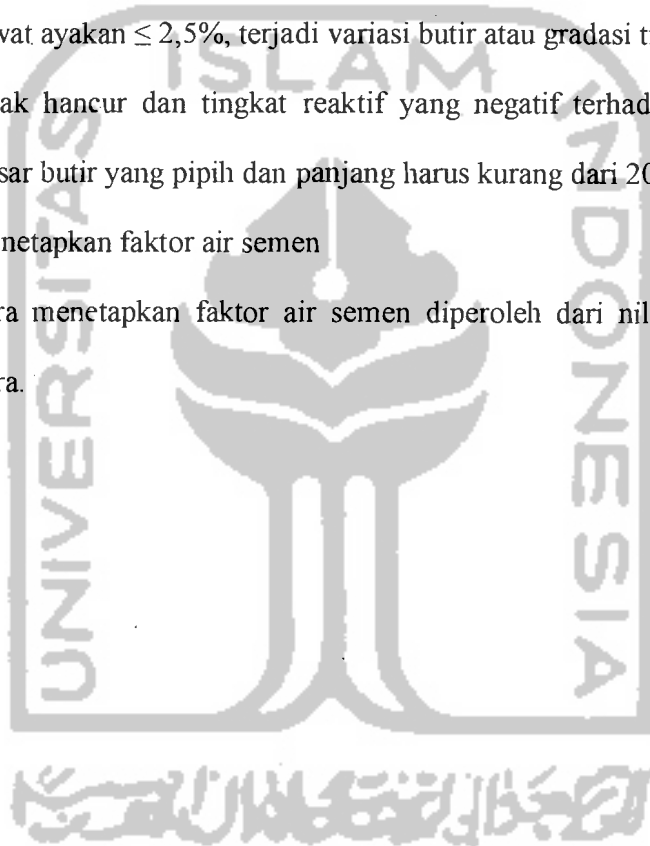 wat ayakan ≤ 2,5%, terjadi variasi butir atau gradasi t
ISLAM
ak hancur dan tingkat reaktif yang negatif terhad
sar butir yang pipih dan panjang harus kurang dari 20
netapkan faktor air semen
ra menetapkan faktor air semen diperoleh dari nil
ra.
UNIVERSITAS
INDONESIA